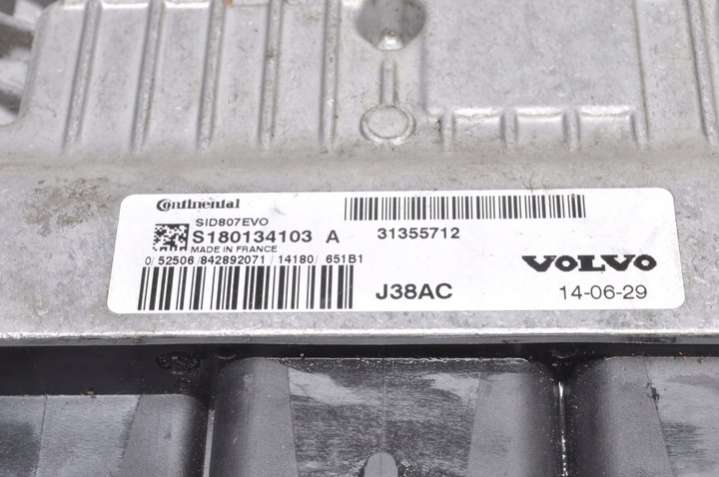 Continental
SID807EVO
S180134103 A
MADE IN FRANCE
0/52506/842892071/14180/651B1
31355712
VOLVO
J38AC
14-06-29